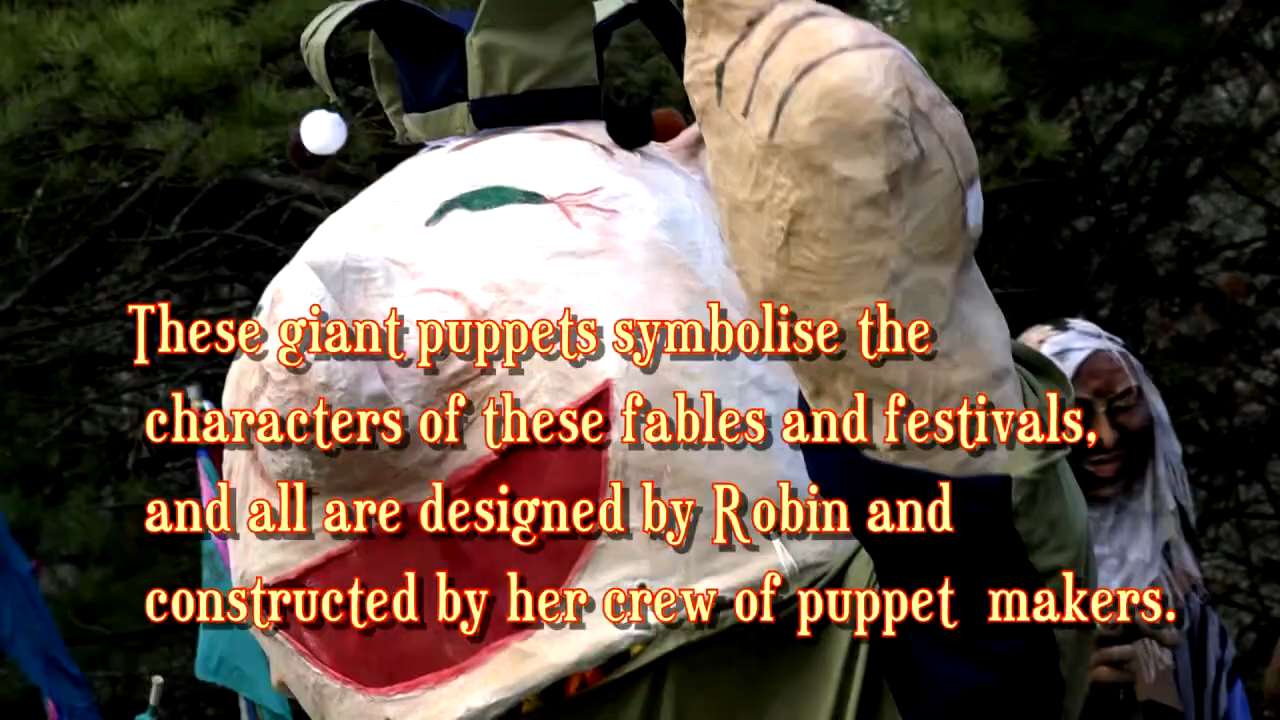 These giant puppets symbolise the
characters of these fables and festivals,
and all are designed by Robin and
constructed by her crew of puppet makers.